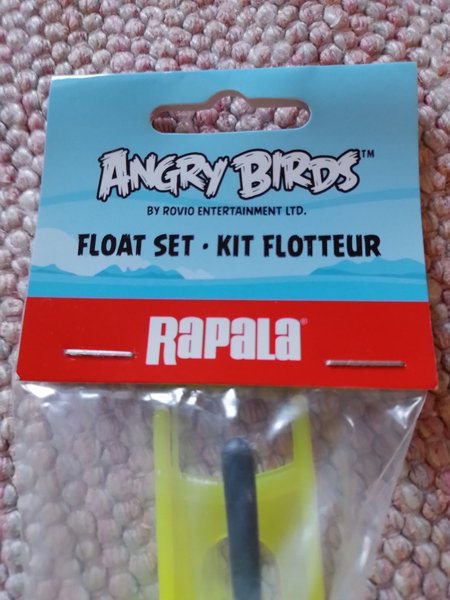 ANGRY BIRDS™
BY ROVIO ENTERTAINMENT LTD.
FLOAT SET · KIT FLOTTEUR
RAPALA®